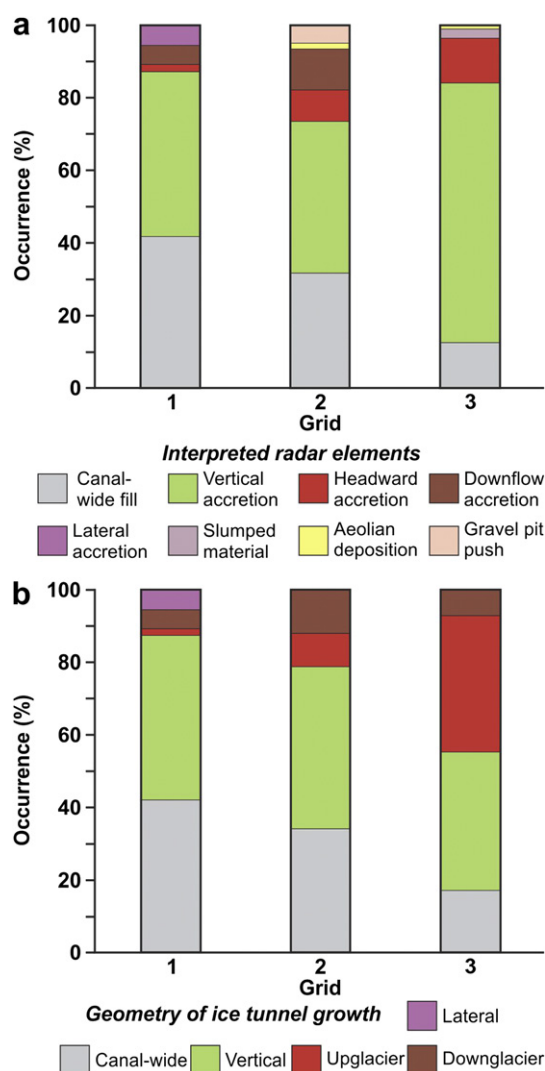 a
100
80
60
40
20
0
Occurrence (%)
1 2 3
Grid
Interpreted radar elements
Canal-wide fill
Vertical accretion
Headward accretion
Downflow accretion
Lateral accretion
Slumped material
Aeolian deposition
Gravel pit push
b
100
80
60
40
20
0
Occurrence (%)
1 2 3
Grid
Geometry of ice tunnel growth
Lateral
Canal-wide
Vertical
Upglacier
Downglacier